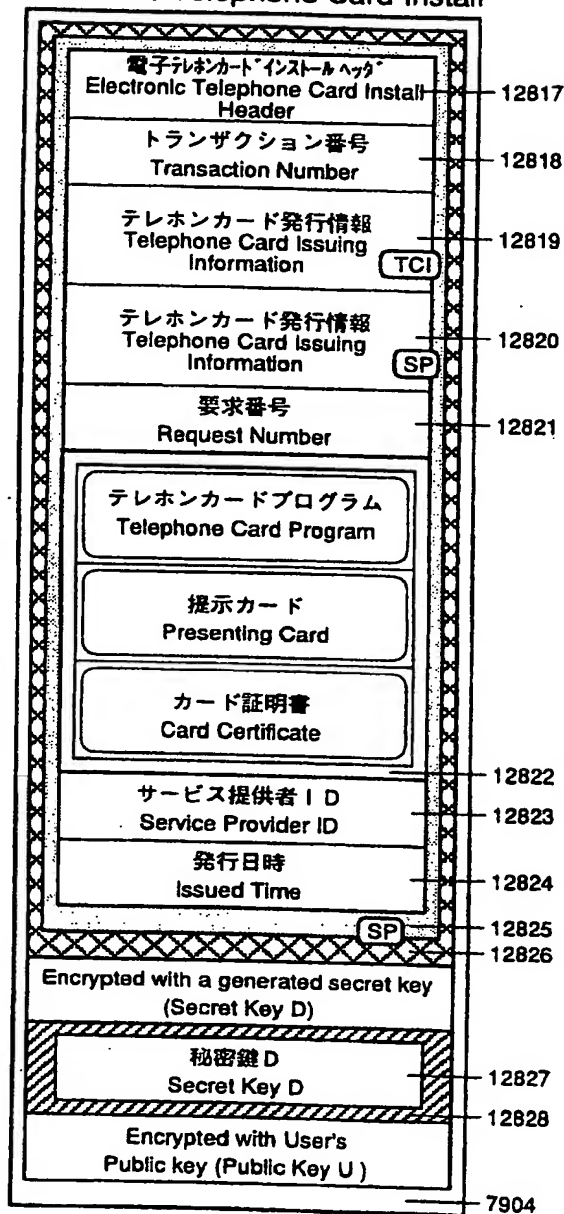 Telephone Card Install
電子テレホンカードインストールヘッダ
Electronic Telephone Card Install
Header
12817
トランザクション番号
Transaction Number
12818
テレホンカード発行情報
Telephone Card Issuing
Information
TCI
12819
テレホンカード発行情報
Telephone Card Issuing
Information
SP
12820
要求番号
Request Number
12821
テレホンカードプログラム
Telephone Card Program
提示カード
Presenting Card
カード証明書
Card Certificate
12822
サービス提供者ID
Service Provider ID
12823
発行日時
Issued Time
12824
SP
12825
12826
Encrypted with a generated secret key
(Secret Key D)
秘密鍵D
Secret Key D
12827
12828
Encrypted with User's
Public key (Public Key U )
7904